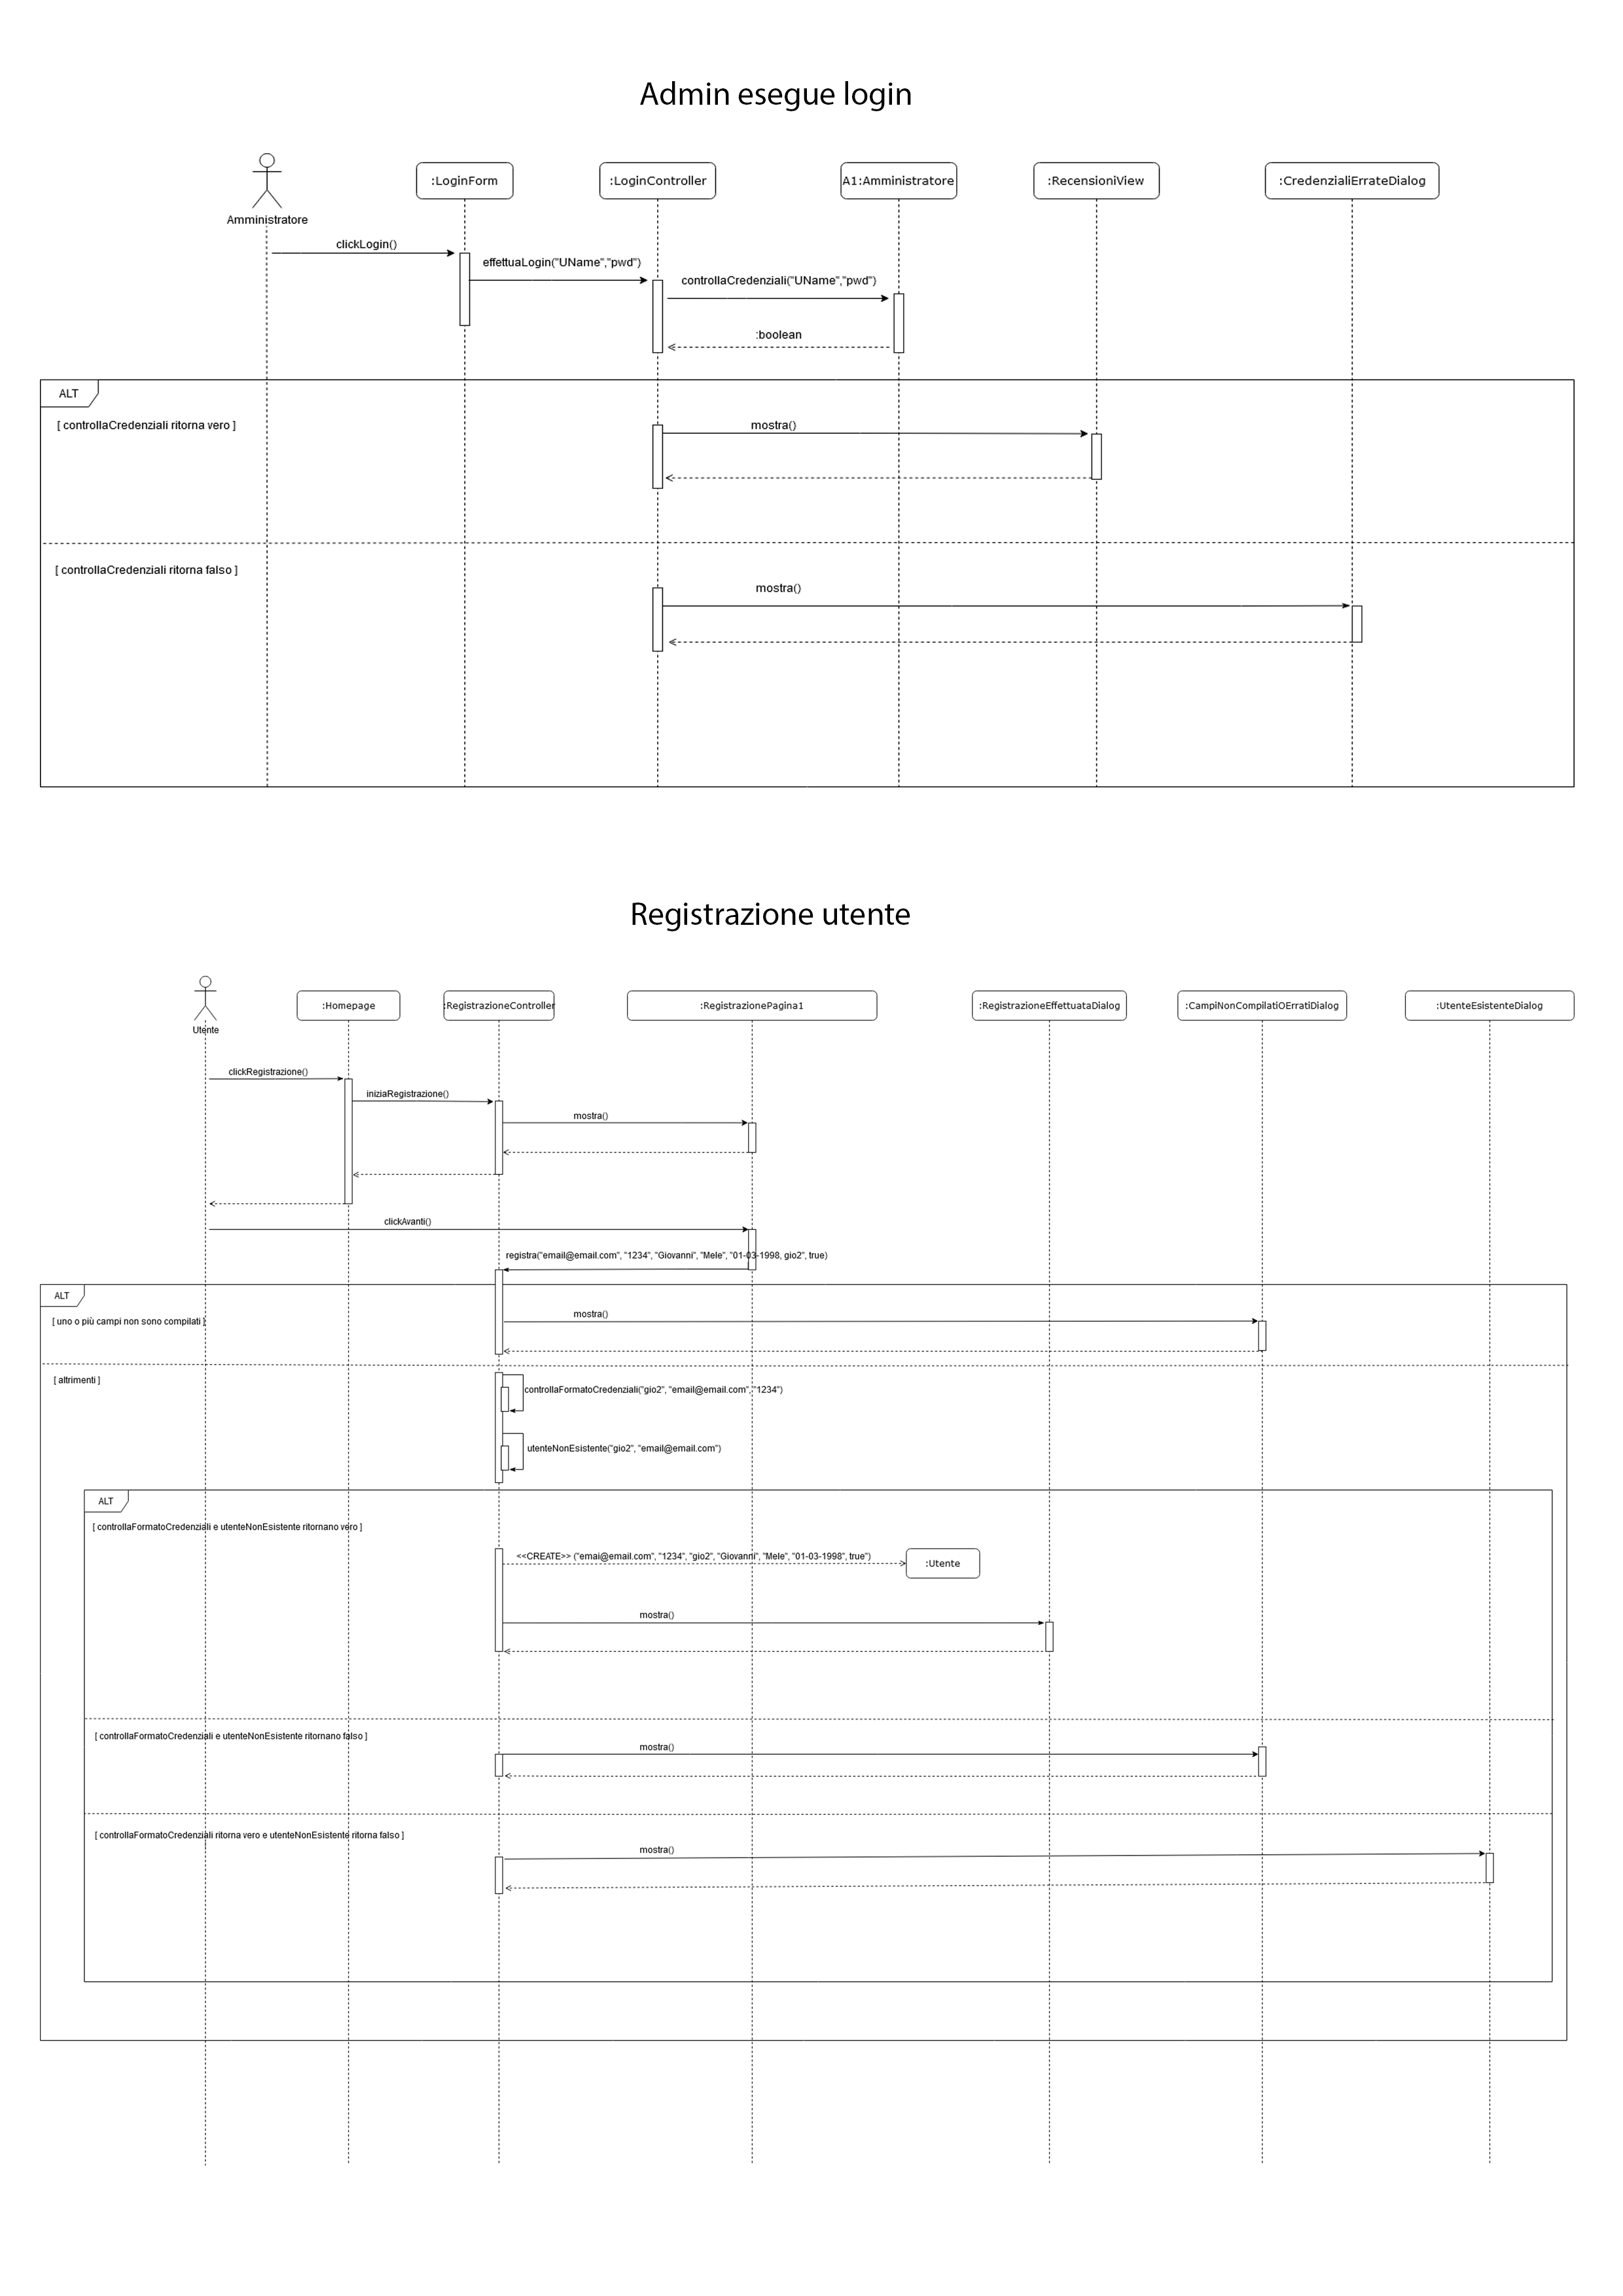 Admin esegue login
Amministratore
:LoginForm
:LoginController
A1:Amministratore
:RecensioniView
:CredenzialiErrateDialog
clickLogin()
effettuaLogin("UName","pwd")
controllaCredenziali("UName","pwd")
:boolean
ALT
[ controllaCredenziali ritorna vero ]
mostra()
[ controllaCredenziali ritorna falso ]
mostra()
Registrazione utente
Utente
:Homepage
:RegistrazioneController
:RegistrazionePagina1
:RegistrazioneEffettuataDialog
:CampiNonCompilatiOErratiDialog
:UtenteEsistenteDialog
clickRegistrazione()
iniziaRegistrazione()
mostra()
clickAvanti()
registra("email@email.com", "1234", "Giovanni", "Mele", "01-03-1998, gio2", true)
ALT
[ uno o più campi non sono compilati ]
mostra()
[ altrimenti ]
controllaFormatoCredenziali("gio2", "email@email.com", "1234")
utenteNonEsistente("gio2", "email@email.com")
ALT
[ controllaFormatoCredenziali e utenteNonEsistente ritornano vero ]
<<CREATE>> ("emai@email.com", "1234", "gio2", "Giovanni", "Mele", "01-03-1998", true")
:Utente
mostra()
[ controllaFormatoCredenziali e utenteNonEsistente ritornano falso ]
mostra()
[ controllaFormatoCredenziali ritorna vero e utenteNonEsistente ritorna falso ]
mostra()